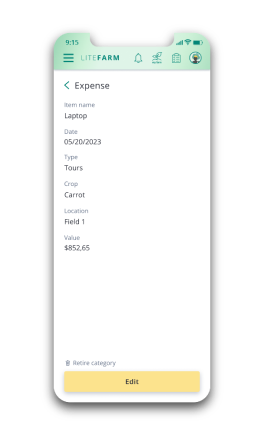 9:15
LITEFARM
Expense
Item name
Laptop
Date
05/20/2023
Type
Tours
Crop
Carrot
Location
Field 1
Value
$852,65
Retire category
Edit